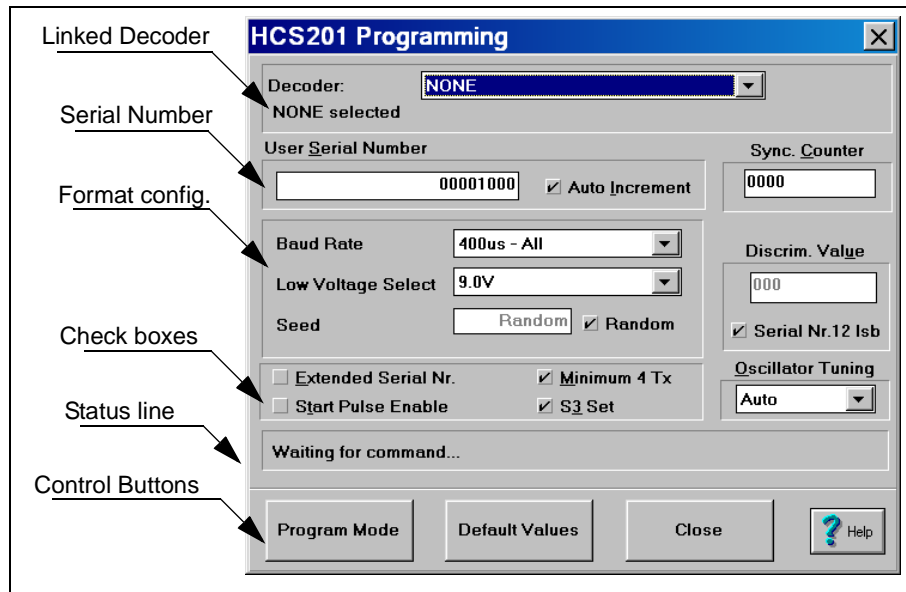 Linked Decoder
Serial Number
Format config.
Check boxes
Status line
Control Buttons
HCS201 Programming
Decoder: NONE
NONE selected
User Serial Number
00001000 Auto Increment
Sync. Counter
0000
Baud Rate 400us - All
Low Voltage Select 9.0V
Seed Random Random
Discrim. Value
000
Serial Nr.12 lsb
Extended Serial Nr. Minimum 4 Tx
Start Pulse Enable S3 Set
Oscillator Tuning
Auto
Waiting for command...
Program Mode Default Values Close Help